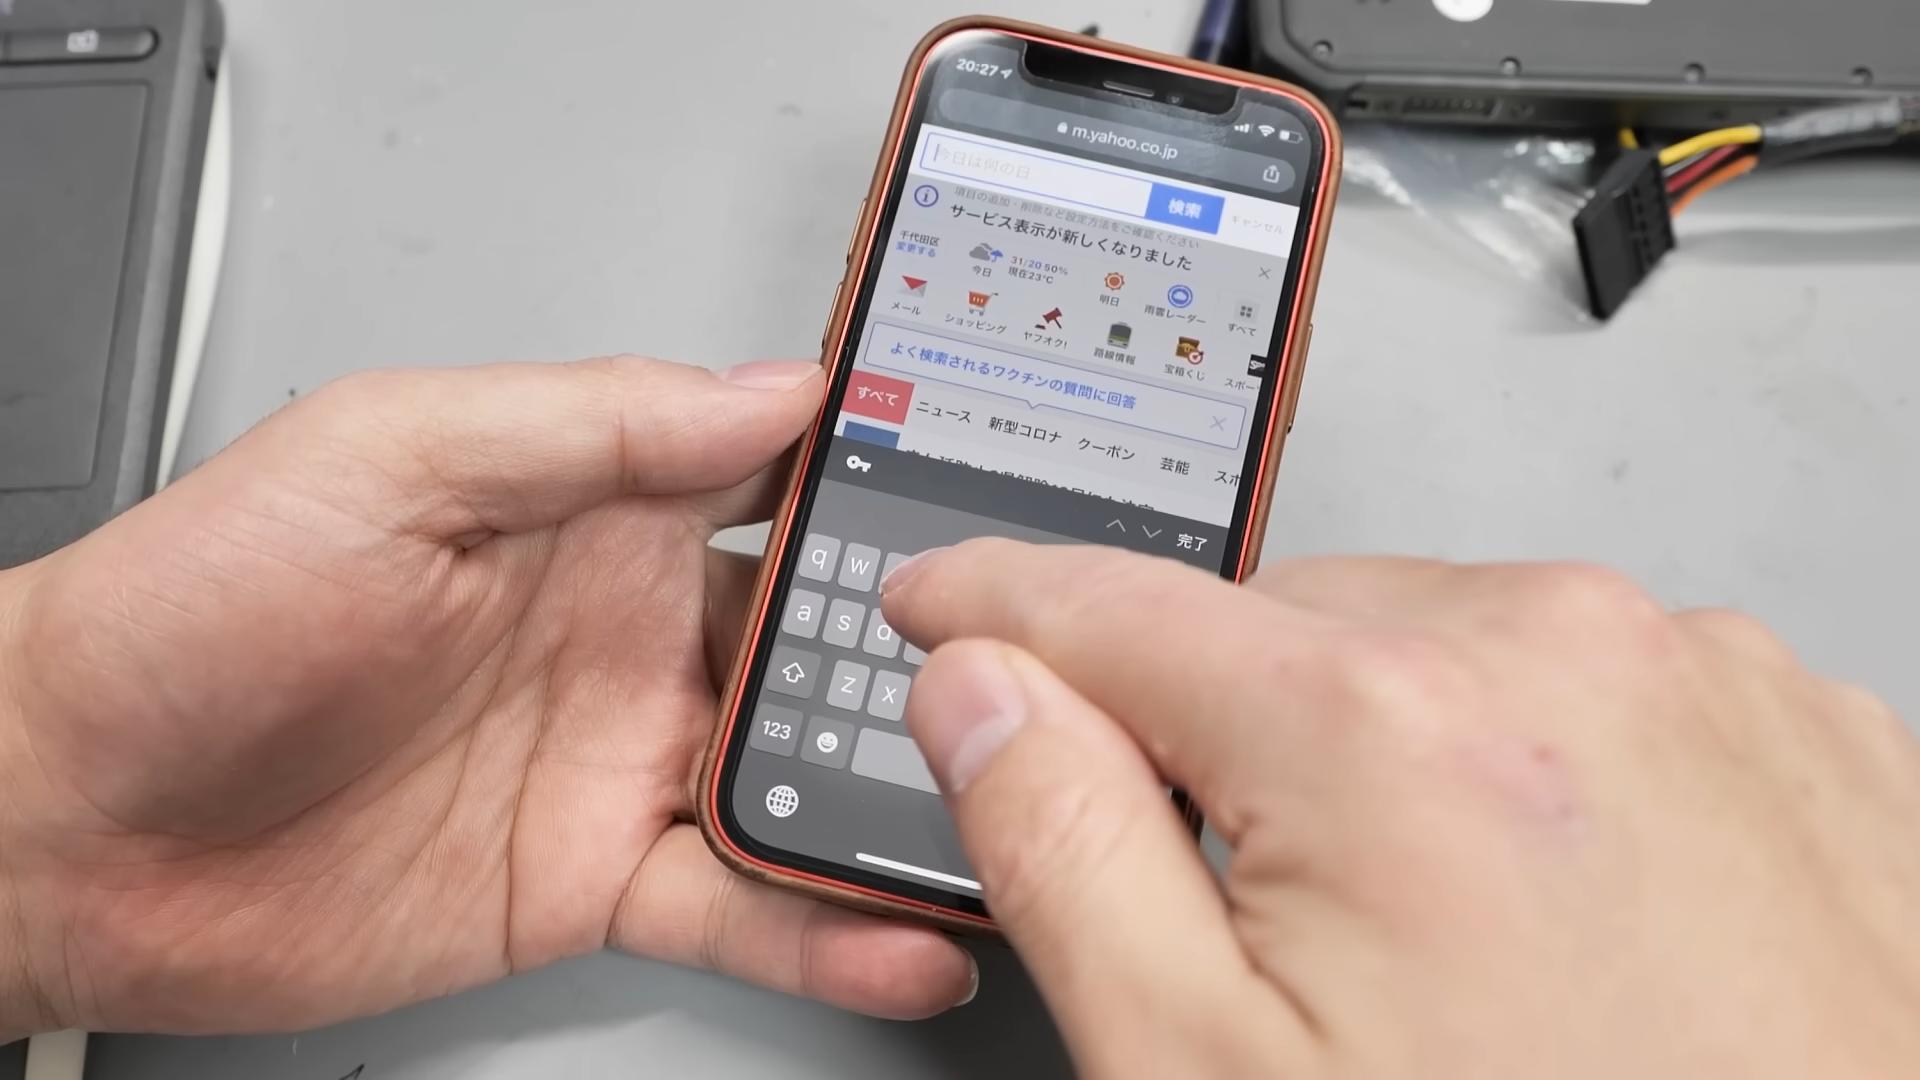 20:27
m.yahoo.co.jp
今日は何の日
検索
キャンセル
項目の追加・削除など設定方法をご確認ください
サービス表示が新しくなりました
千代田区
変更する
今日
31/20 50%
現在23°C
明日
雨雲レーダー
すべて
メール
ショッピング
ヤフオク!
路線情報
宝箱くじ
スポー
よく検索されるワクチンの質問に回答
すべて
ニュース
新型コロナ
クーポン
芸能
スポ
完了
q w
a s d
z x
123